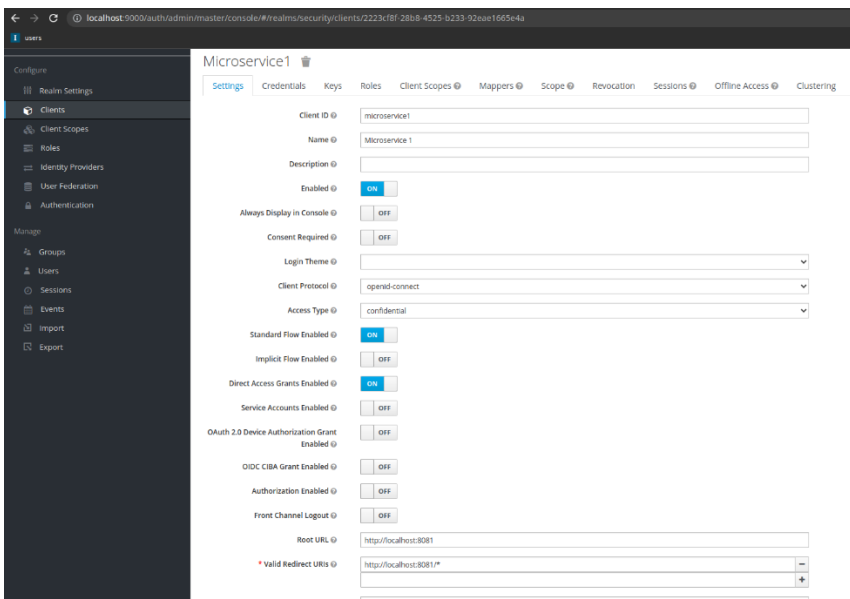 localhost:9000/auth/admin/master/console/#/realms/security/clients/2223cf8f-28b8-4525-b233-92eae1665e4a
I users
Configure
Realm Settings
Clients
Client Scopes
Roles
Identity Providers
User Federation
Authentication
Manage
Groups
Users
Sessions
Events
Import
Export
Microservice1
Settings Credentials Keys Roles Client Scopes Mappers Scope Revocation Sessions Offline Access Clustering
Client ID microservice1
Name Microservice 1
Description
Enabled ON
Always Display in Console OFF
Consent Required OFF
Login Theme
Client Protocol openid-connect
Access Type confidential
Standard Flow Enabled ON
Implicit Flow Enabled OFF
Direct Access Grants Enabled ON
Service Accounts Enabled OFF
OAuth 2.0 Device Authorization Grant
Enabled OFF
OIDC CIBA Grant Enabled OFF
Authorization Enabled OFF
Front Channel Logout OFF
Root URL http://localhost:8081
* Valid Redirect URIs http://localhost:8081/*